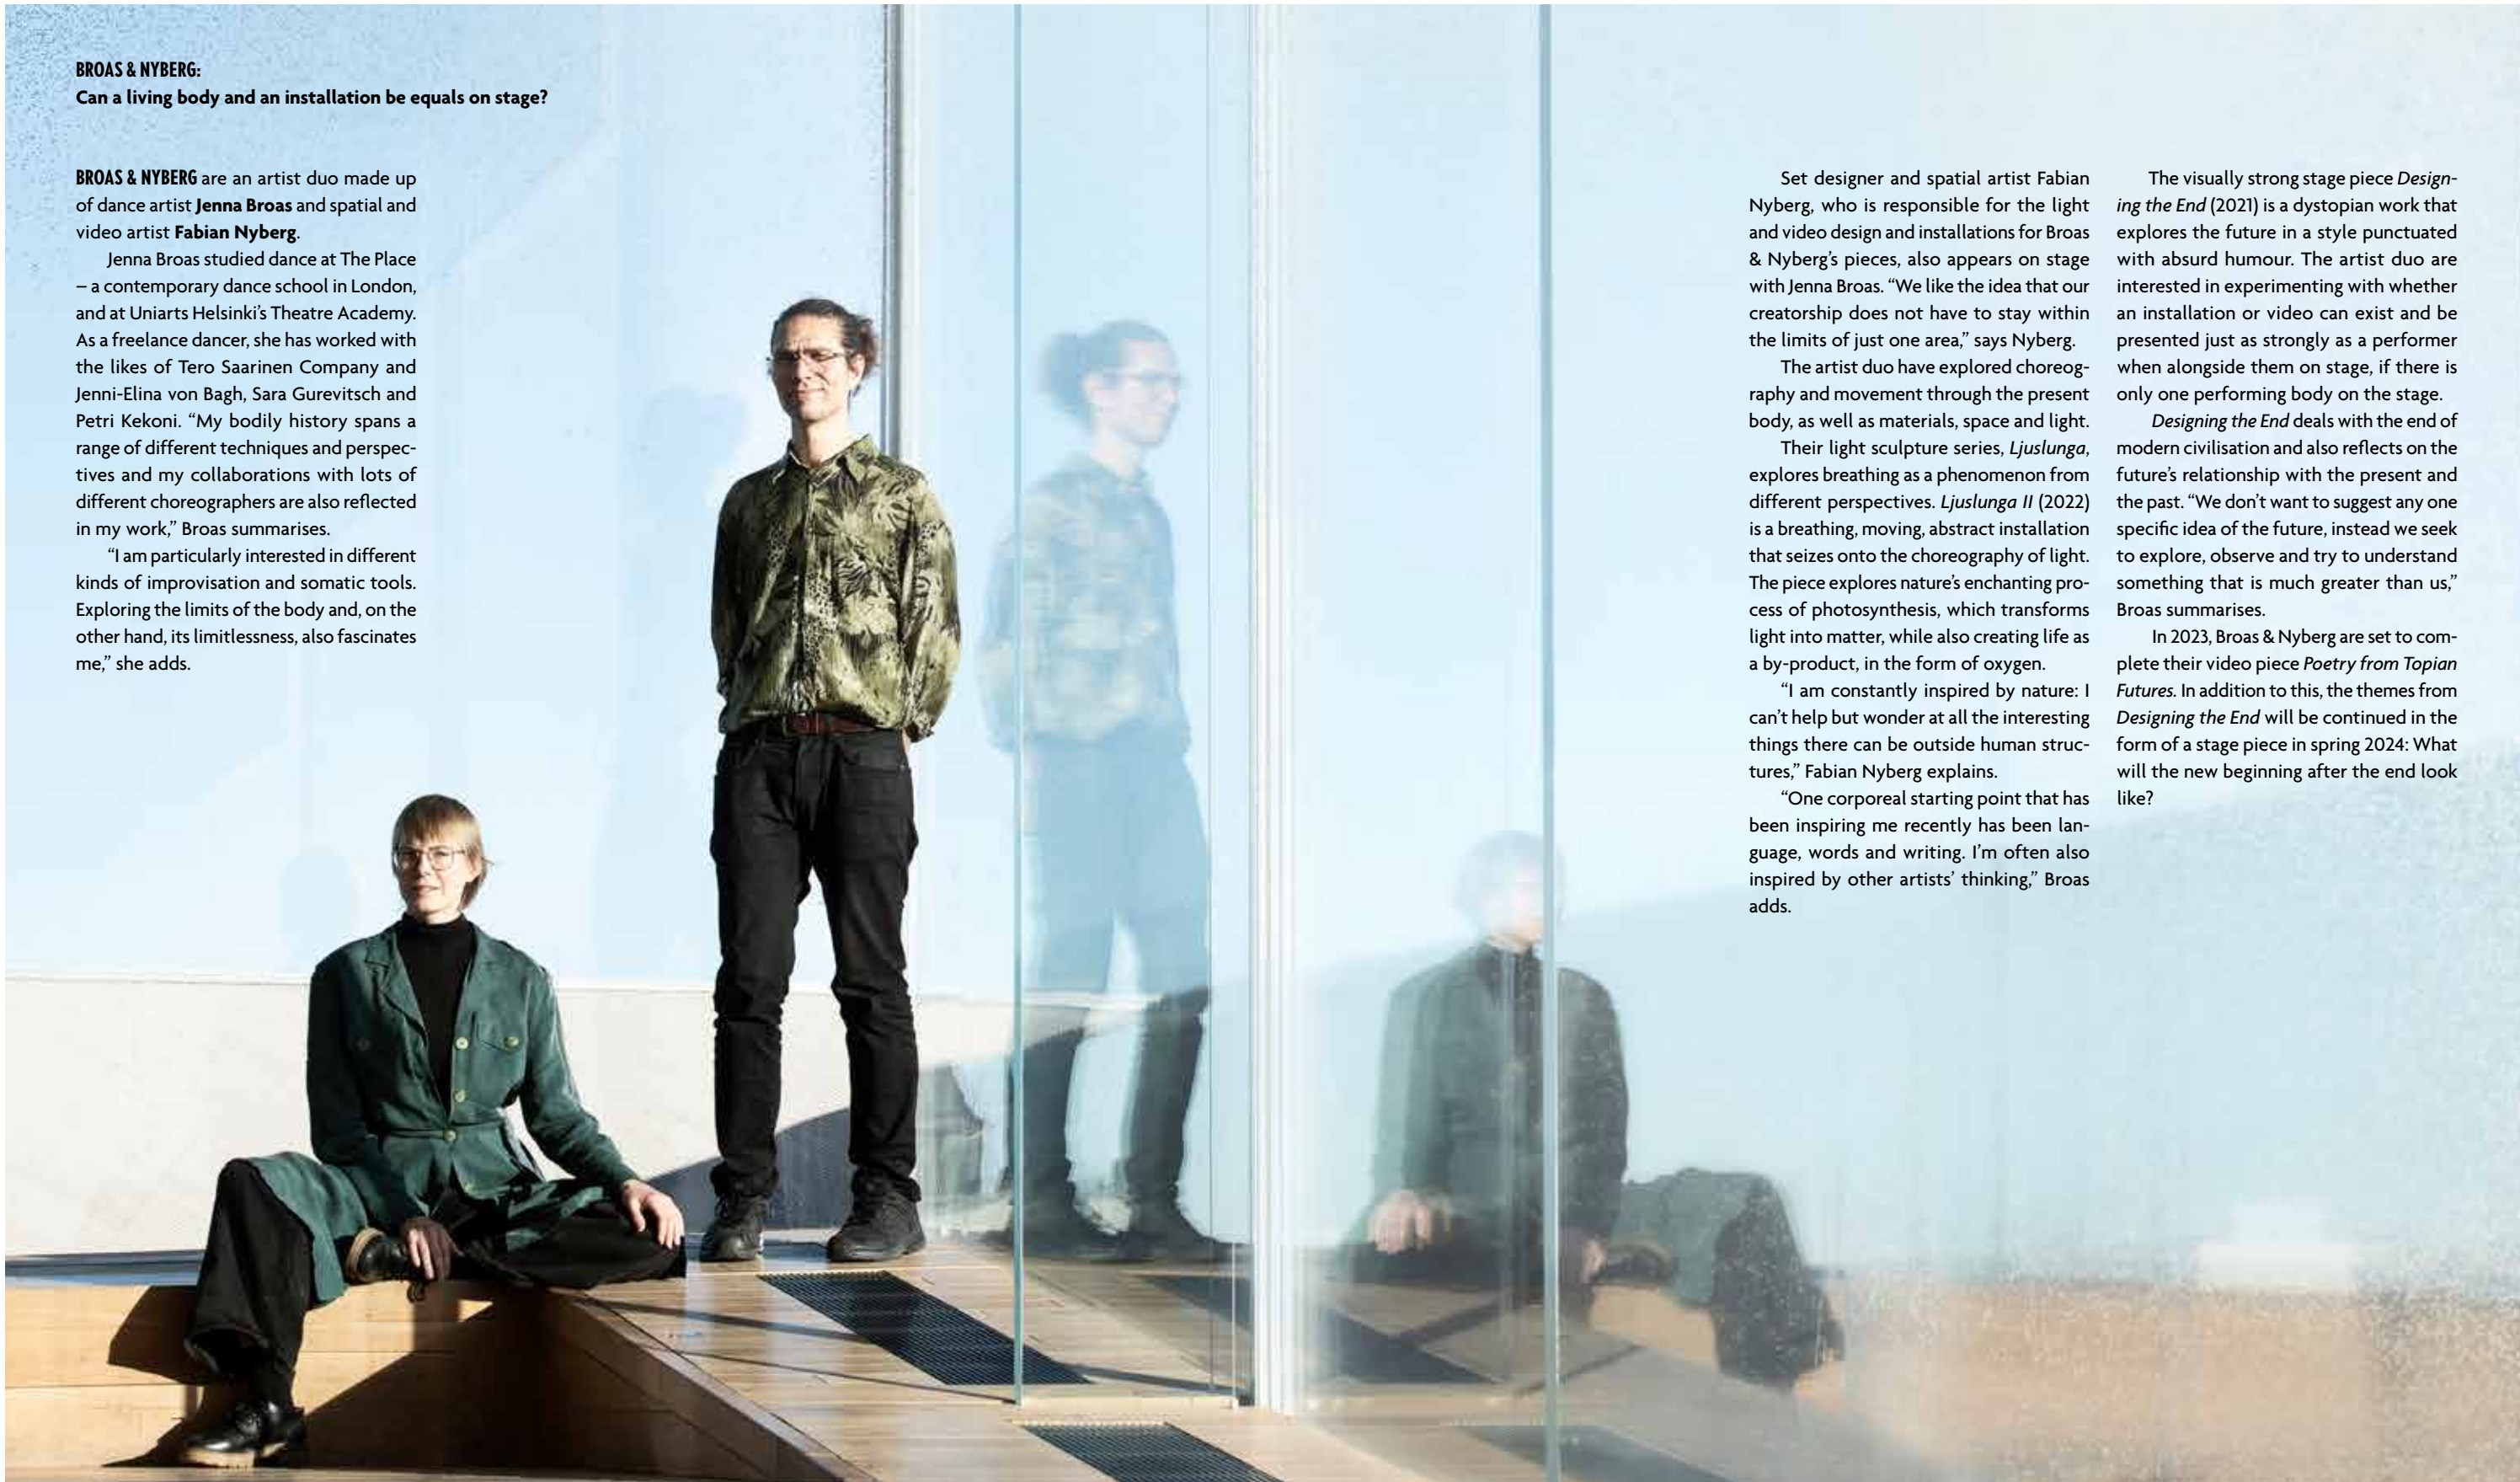 BROAS & NYBERG:
Can a living body and an installation be equals on stage?
BROAS & NYBERG are an artist duo made up
of dance artist Jenna Broas and spatial and
video artist Fabian Nyberg.
Jenna Broas studied dance at The Place
– a contemporary dance school in London,
and at Uniarts Helsinki’s Theatre Academy.
As a freelance dancer, she has worked with
the likes of Tero Saarinen Company and
Jenni-Elina von Bagh, Sara Gurevitsch and
Petri Kekoni. “My bodily history spans a
range of different techniques and perspec-
tives and my collaborations with lots of
different choreographers are also reflected
in my work,” Broas summarises.
“I am particularly interested in different
kinds of improvisation and somatic tools.
Exploring the limits of the body and, on the
other hand, its limitlessness, also fascinates
me,” she adds.
Set designer and spatial artist Fabian
Nyberg, who is responsible for the light
and video design and installations for Broas
& Nyberg’s pieces, also appears on stage
with Jenna Broas. “We like the idea that our
creatorship does not have to stay within
the limits of just one area,” says Nyberg.
The artist duo have explored choreog-
raphy and movement through the present
body, as well as materials, space and light.
Their light sculpture series, Ljuslunga,
explores breathing as a phenomenon from
different perspectives. Ljuslunga II (2022)
is a breathing, moving, abstract installation
that seizes onto the choreography of light.
The piece explores nature’s enchanting pro-
cess of photosynthesis, which transforms
light into matter, while also creating life as
a by-product, in the form of oxygen.
“I am constantly inspired by nature: I
can’t help but wonder at all the interesting
things there can be outside human struc-
tures,” Fabian Nyberg explains.
“One corporeal starting point that has
been inspiring me recently has been lan-
guage, words and writing. I’m often also
inspired by other artists’ thinking,” Broas
adds.
The visually strong stage piece Design-
ing the End (2021) is a dystopian work that
explores the future in a style punctuated
with absurd humour. The artist duo are
interested in experimenting with whether
an installation or video can exist and be
presented just as strongly as a performer
when alongside them on stage, if there is
only one performing body on the stage.
Designing the End deals with the end of
modern civilisation and also reflects on the
future’s relationship with the present and
the past. “We don’t want to suggest any one
specific idea of the future, instead we seek
to explore, observe and try to understand
something that is much greater than us,”
Broas summarises.
In 2023, Broas & Nyberg are set to com-
plete their video piece Poetry from Topian
Futures. In addition to this, the themes from
Designing the End will be continued in the
form of a stage piece in spring 2024: What
will the new beginning after the end look
like?